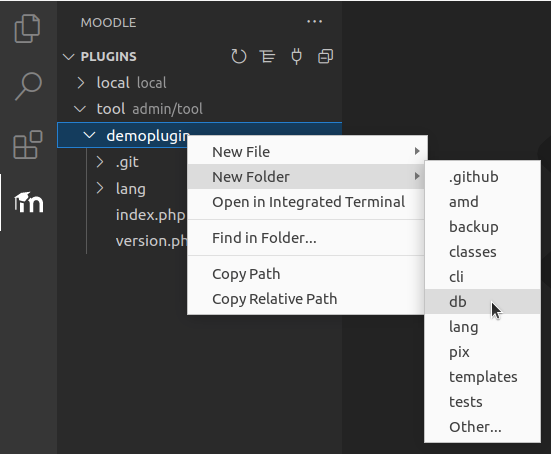 MOODLE
PLUGINS
local local
tool admin/tool
demoplugin
.git
lang
index.php
version.ph
New File
New Folder
Open in Integrated Terminal
Find in Folder...
Copy Path
Copy Relative Path
.github
amd
backup
classes
cli
db
lang
pix
templates
tests
Other...
m